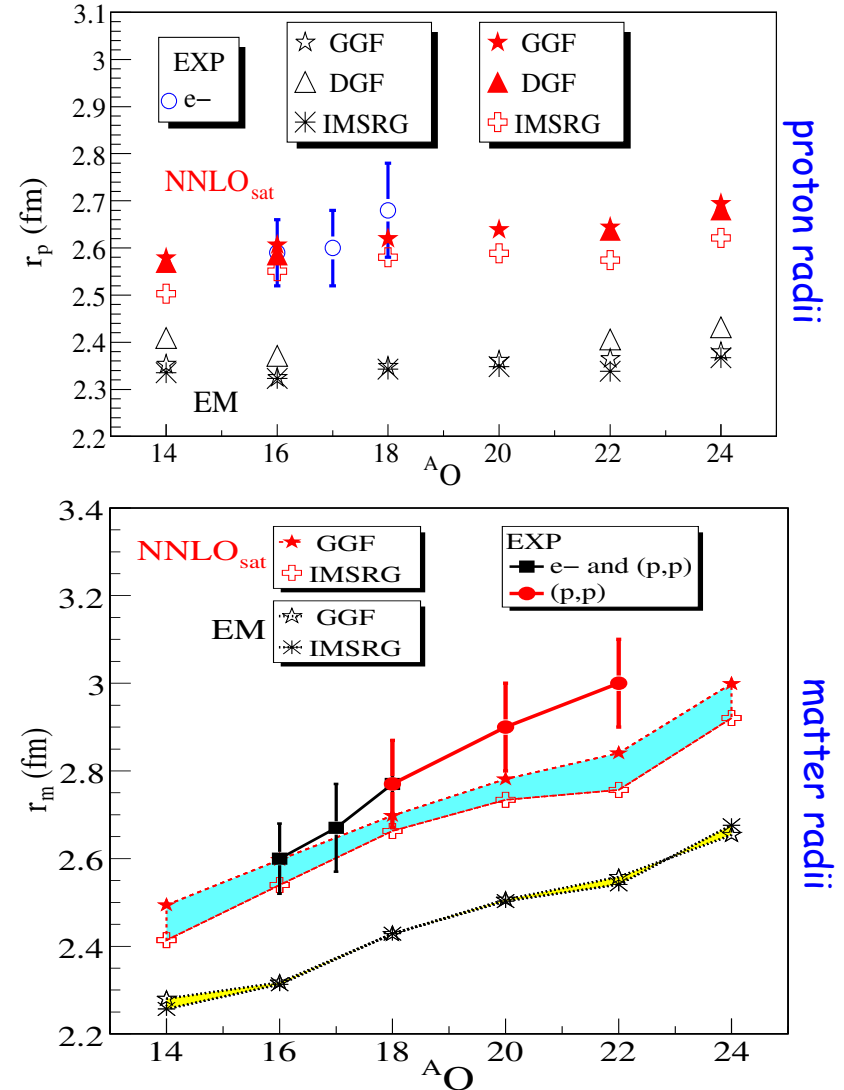 3.1
3
2.9
2.8
2.7
2.6
2.5
2.4
2.3
2.2
r_p (fm)
EXP
e−
GGF
DGF
IMSRG
GGF
DGF
IMSRG
NNLO_sat
EM
14 16 18 20 22 24
^A O
proton radii
3.4
3.2
3
2.8
2.6
2.4
2.2
r_m (fm)
NNLO_sat
GGF
IMSRG
EM
GGF
IMSRG
EXP
e− and (p,p)
(p,p)
14 16 18 20 22 24
^A O
matter radii